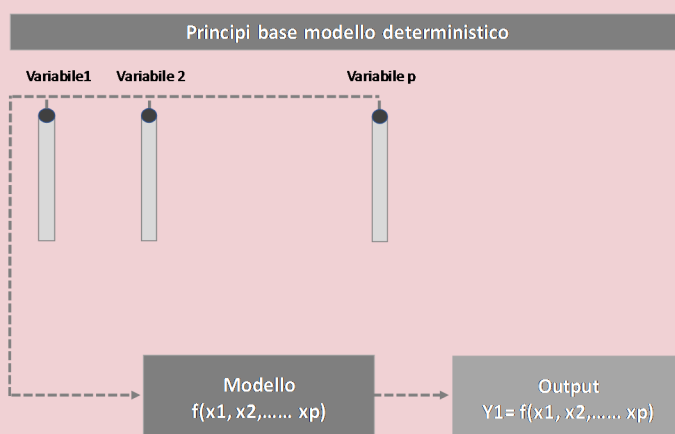 Principi base modello deterministico
Variabile1 Variabile 2 Variabile p
Modello
f(x1, x2,...... xp)
Output
Y1= f(x1, x2,...... xp)